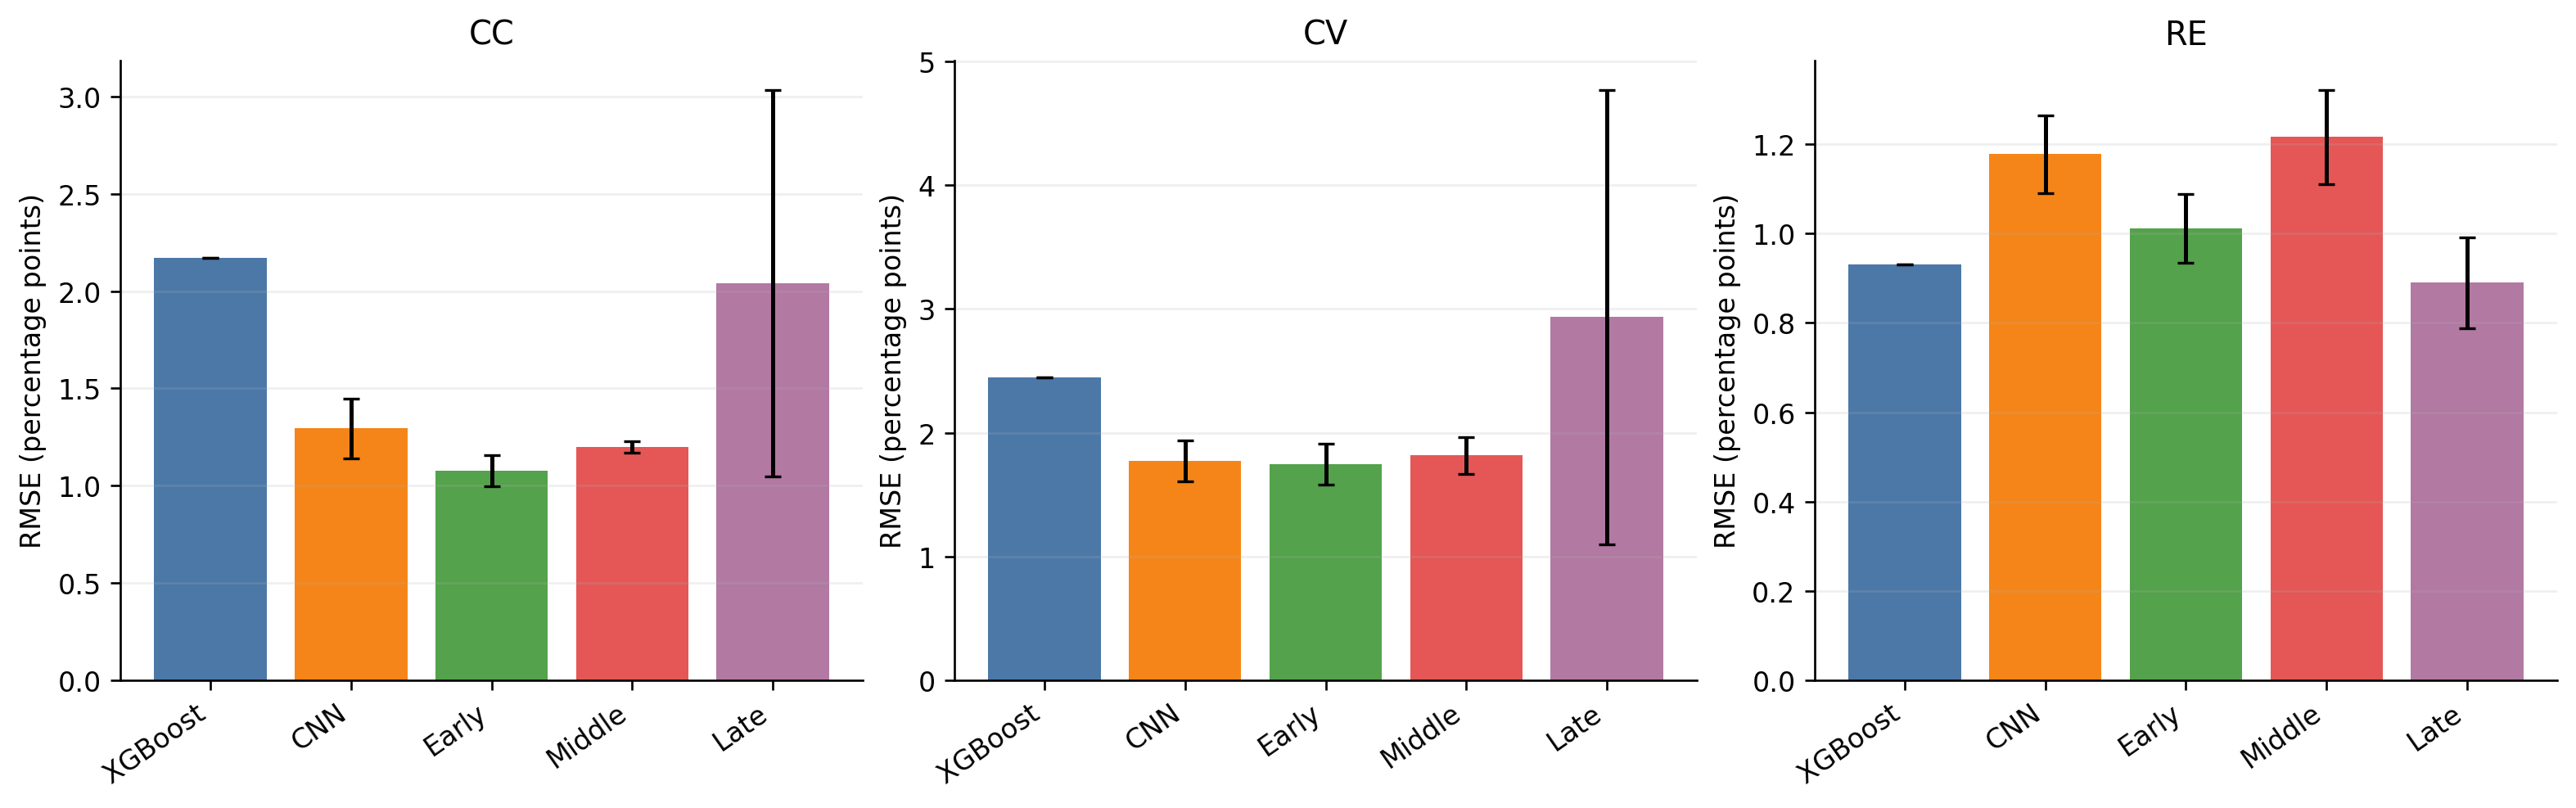 CC
RMSE (percentage points)
3.0
2.5
2.0
1.5
1.0
0.5
0.0
XGBoost
CNN
Early
Middle
Late
CV
RMSE (percentage points)
5
4
3
2
1
0
XGBoost
CNN
Early
Middle
Late
RE
RMSE (percentage points)
1.2
1.0
0.8
0.6
0.4
0.2
0.0
XGBoost
CNN
Early
Middle
Late